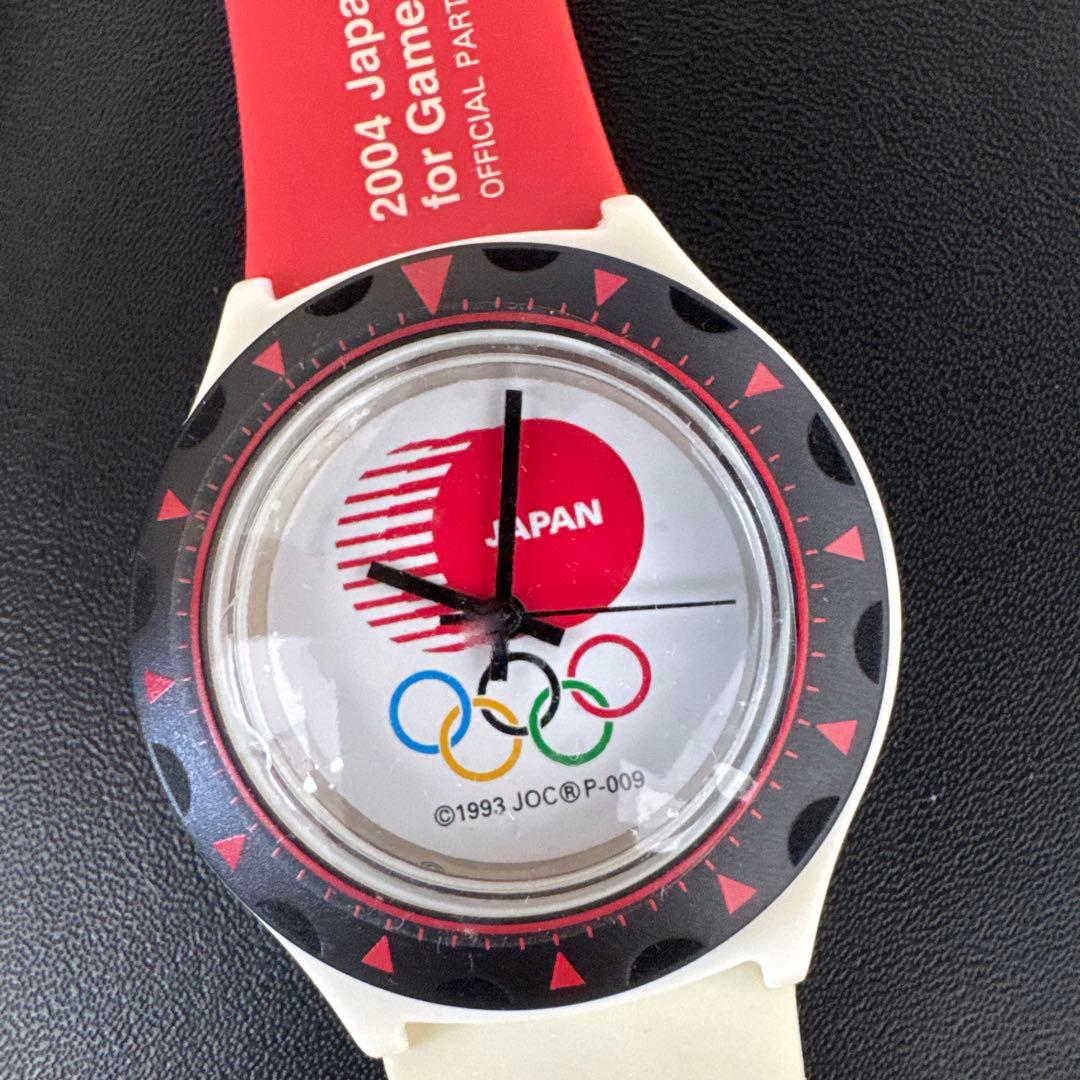 2004 Japa
for Game
OFFICIAL PART
JAPAN
©1993 JOC® P-009